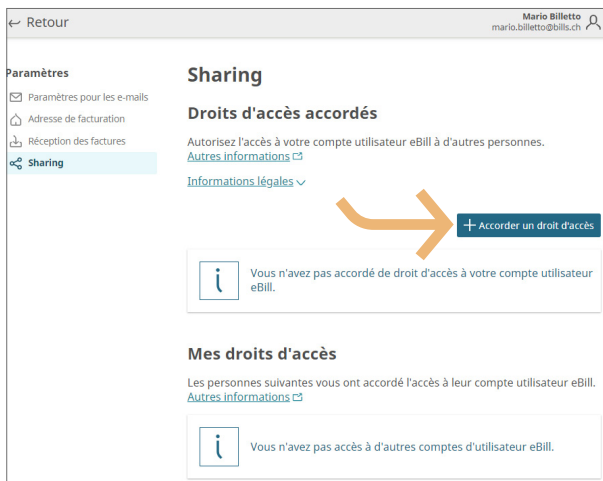 ← Retour
Mario Billetto
mario.billetto@bills.ch
Paramètres
Paramètres pour les e-mails
Adresse de facturation
Réception des factures
Sharing
Sharing
Droits d'accès accordés
Autorisez l'accès à votre compte utilisateur eBill à d'autres personnes.
Autres informations
Informations légales
+ Accorder un droit d'accès
Vous n'avez pas accordé de droit d'accès à votre compte utilisateur
eBill.
Mes droits d'accès
Les personnes suivantes vous ont accordé l'accès à leur compte utilisateur eBill.
Autres informations
Vous n'avez pas accès à d'autres comptes d'utilisateur eBill.